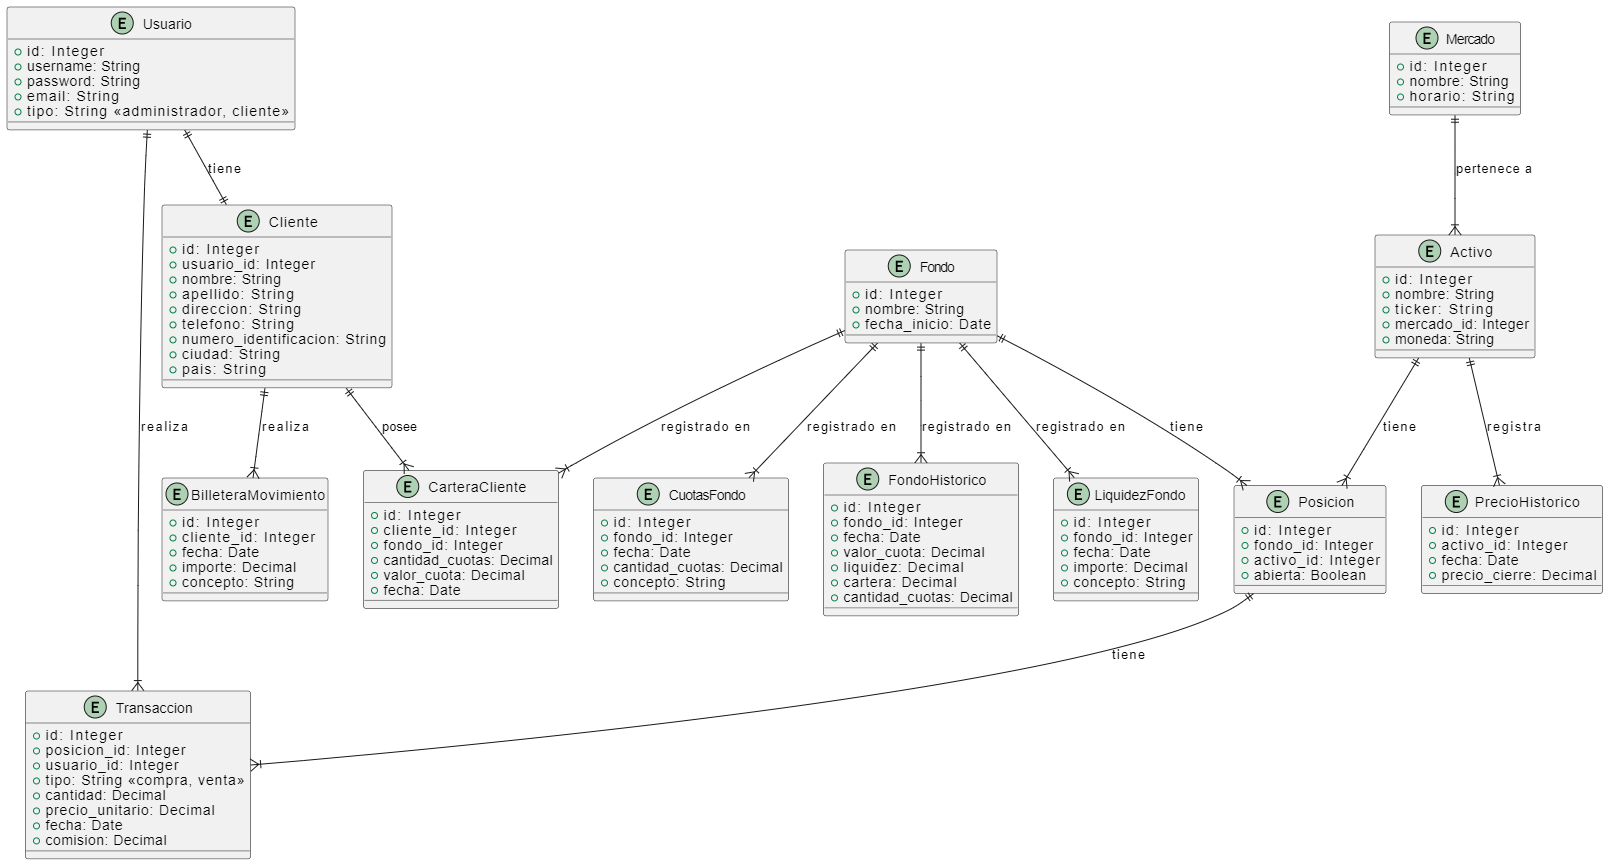 E Usuario
id: Integer
username: String
password: String
email: String
tipo: String «administrador, cliente»
E Mercado
id: Integer
nombre: String
horario: String
tiene
pertenece a
E Cliente
id: Integer
usuario_id: Integer
nombre: String
apellido: String
direccion: String
telefono: String
numero_identificacion: String
ciudad: String
pais: String
E Fondo
id: Integer
nombre: String
fecha_inicio: Date
E Activo
id: Integer
nombre: String
ticker: String
mercado_id: Integer
moneda: String
realiza
realiza
posee
registrado en
registrado en
registrado en
registrado en
tiene
tiene
registra
E BilleteraMovimiento
id: Integer
cliente_id: Integer
fecha: Date
importe: Decimal
concepto: String
E CarteraCliente
id: Integer
cliente_id: Integer
fondo_id: Integer
cantidad_cuotas: Decimal
valor_cuota: Decimal
fecha: Date
E CuotasFondo
id: Integer
fondo_id: Integer
fecha: Date
cantidad_cuotas: Decimal
concepto: String
E FondoHistorico
id: Integer
fondo_id: Integer
fecha: Date
valor_cuota: Decimal
liquidez: Decimal
cartera: Decimal
cantidad_cuotas: Decimal
E LiquidezFondo
id: Integer
fondo_id: Integer
fecha: Date
importe: Decimal
concepto: String
E Posicion
id: Integer
fondo_id: Integer
activo_id: Integer
abierta: Boolean
E PrecioHistorico
id: Integer
activo_id: Integer
fecha: Date
precio_cierre: Decimal
tiene
E Transaccion
id: Integer
posicion_id: Integer
usuario_id: Integer
tipo: String «compra, venta»
cantidad: Decimal
precio_unitario: Decimal
fecha: Date
comision: Decimal